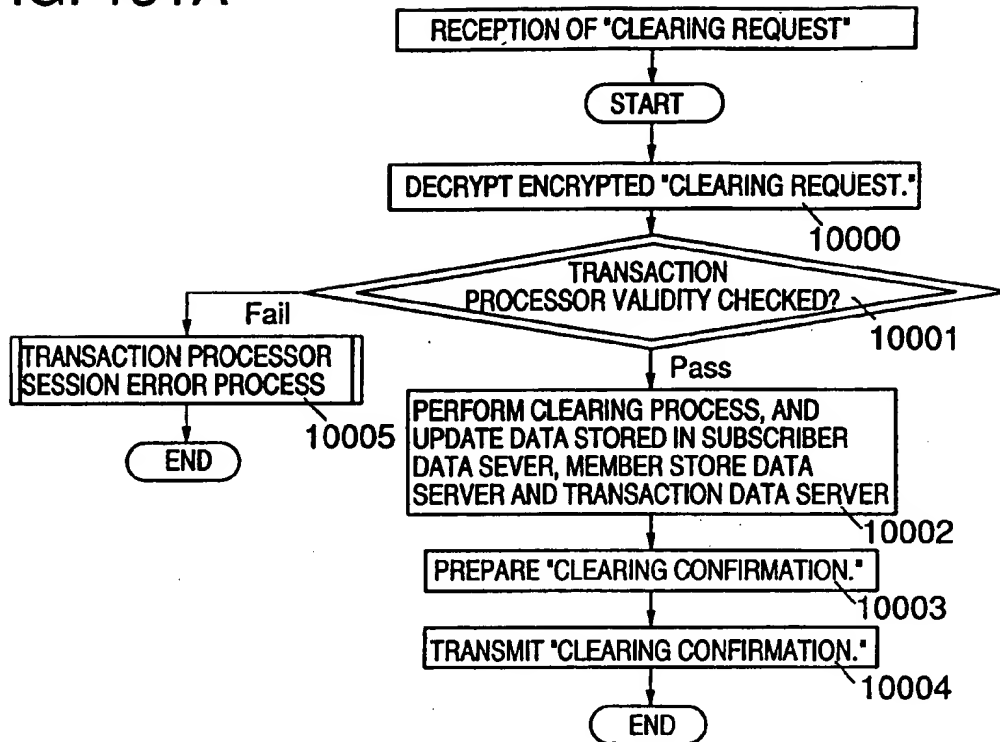 RECEPTION OF "CLEARING REQUEST"
START
DECRYPT ENCRYPTED "CLEARING REQUEST."
10000
TRANSACTION
PROCESSOR VALIDITY CHECKED?
10001
Fail
TRANSACTION PROCESSOR
SESSION ERROR PROCESS
10005
END
Pass
PERFORM CLEARING PROCESS, AND
UPDATE DATA STORED IN SUBSCRIBER
DATA SEVER, MEMBER STORE DATA
SERVER AND TRANSACTION DATA SERVER
10002
PREPARE "CLEARING CONFIRMATION."
10003
TRANSMIT "CLEARING CONFIRMATION."
10004
END